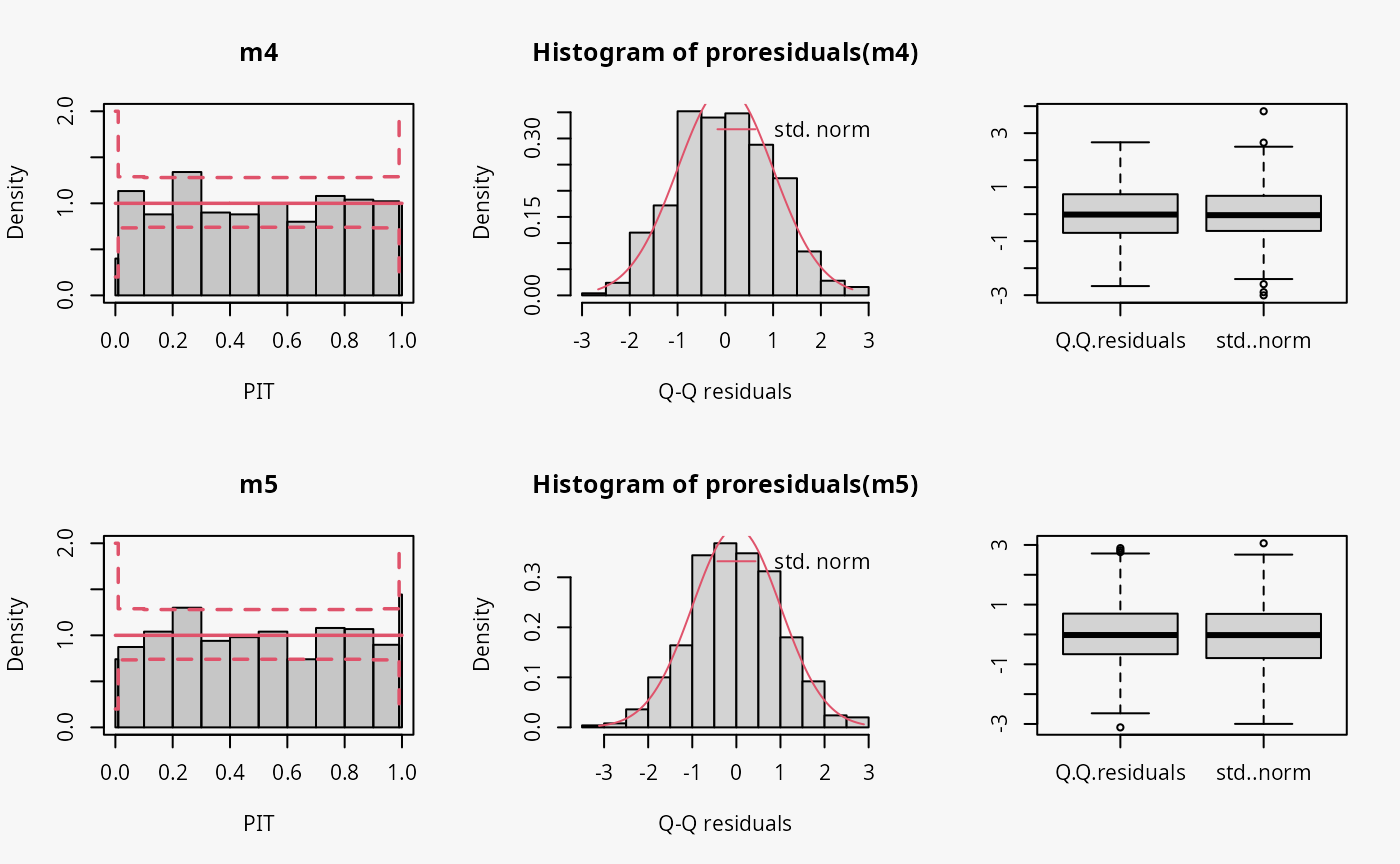 m4
Density
0.0 1.0 2.0
0.0 0.2 0.4 0.6 0.8 1.0
PIT
Histogram of proresiduals(m4)
Density
0.00 0.15 0.30
std. norm
-3 -2 -1 0 1 2 3
Q-Q residuals
-3 -1 1 3
Q.Q.residuals std..norm
m5
Density
0.0 1.0 2.0
0.0 0.2 0.4 0.6 0.8 1.0
PIT
Histogram of proresiduals(m5)
Density
0.0 0.1 0.2 0.3
std. norm
-3 -2 -1 0 1 2 3
Q-Q residuals
-3 -1 1 3
Q.Q.residuals std..norm